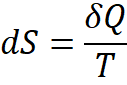 dS = δQ / T